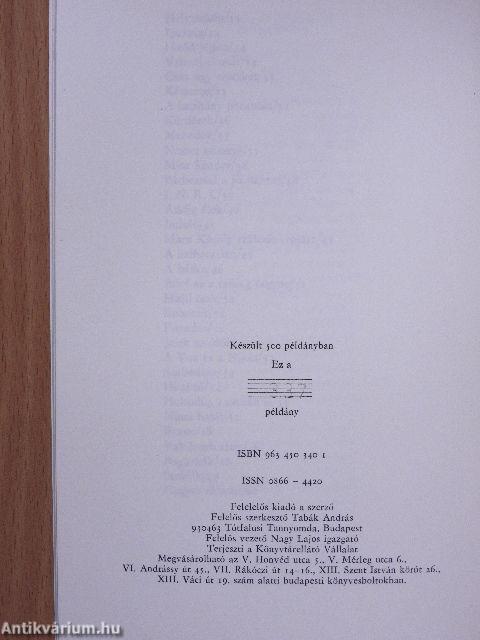 Készült 500 példányban
Ez a
337
példány
ISBN 963 450 340 1
ISSN 0866 – 4420
Felelős kiadó a szerző
Felelős szerkesztő Tabák András
930463 Tótfalusi Tannyomda, Budapest
Felelős vezető Nagy Lajos igazgató
Terjeszti a Könyvtárellátó Vállalat
Megvásárolható az V. Honvéd utca 5., V. Mérleg utca 6.,
VI. Andrássy út 45., VII. Rákóczi út 14–16., XIII. Szent István körút 26.,
XIII. Váci út 19. szám alatti budapesti könyvesboltokban.
Antikvárium.hu